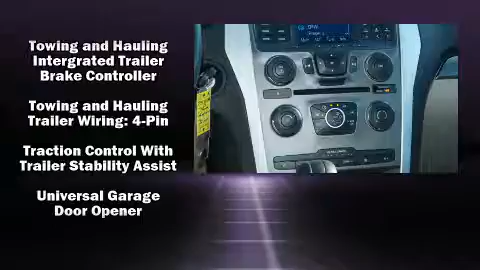 Towing and Hauling
Intergrated Trailer
Brake Controller
Towing and Hauling
Trailer Wiring: 4-Pin
Traction Control With
Trailer Stability Assist
Universal Garage
Door Opener